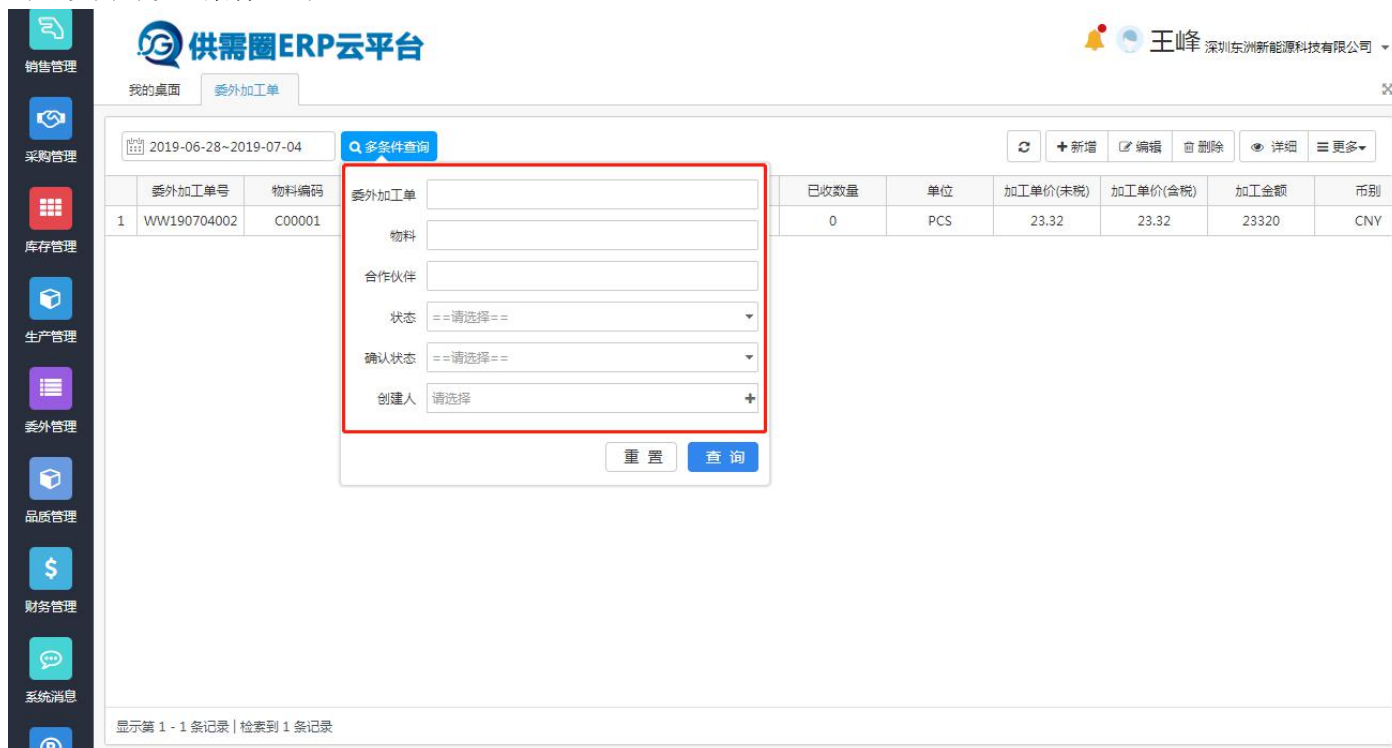 供需圈ERP云平台
王峰 深圳东洲新能源科技有限公司
我的桌面 委外加工单
2019-06-28~2019-07-04 多条件查询 新增 编辑 删除 详细 更多
委外加工单号 物料编码 已收数量 单位 加工单价(未税) 加工单价(含税) 加工金额 币别
1 WW190704002 C00001 0 PCS 23.32 23.32 23320 CNY
委外加工单
物料
合作伙伴
状态 ==请选择==
确认状态 ==请选择==
创建人 请选择
重置 查询
销售管理
采购管理
库存管理
生产管理
委外管理
品质管理
财务管理
系统消息
显示第 1 - 1 条记录 | 检索到 1 条记录